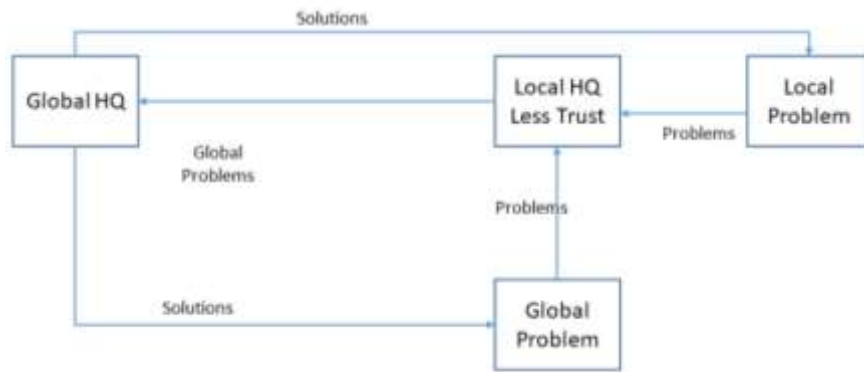 Solutions
Global HQ
Local HQ
Less Trust
Local
Problem
Problems
Global
Problems
Problems
Solutions
Global
Problem